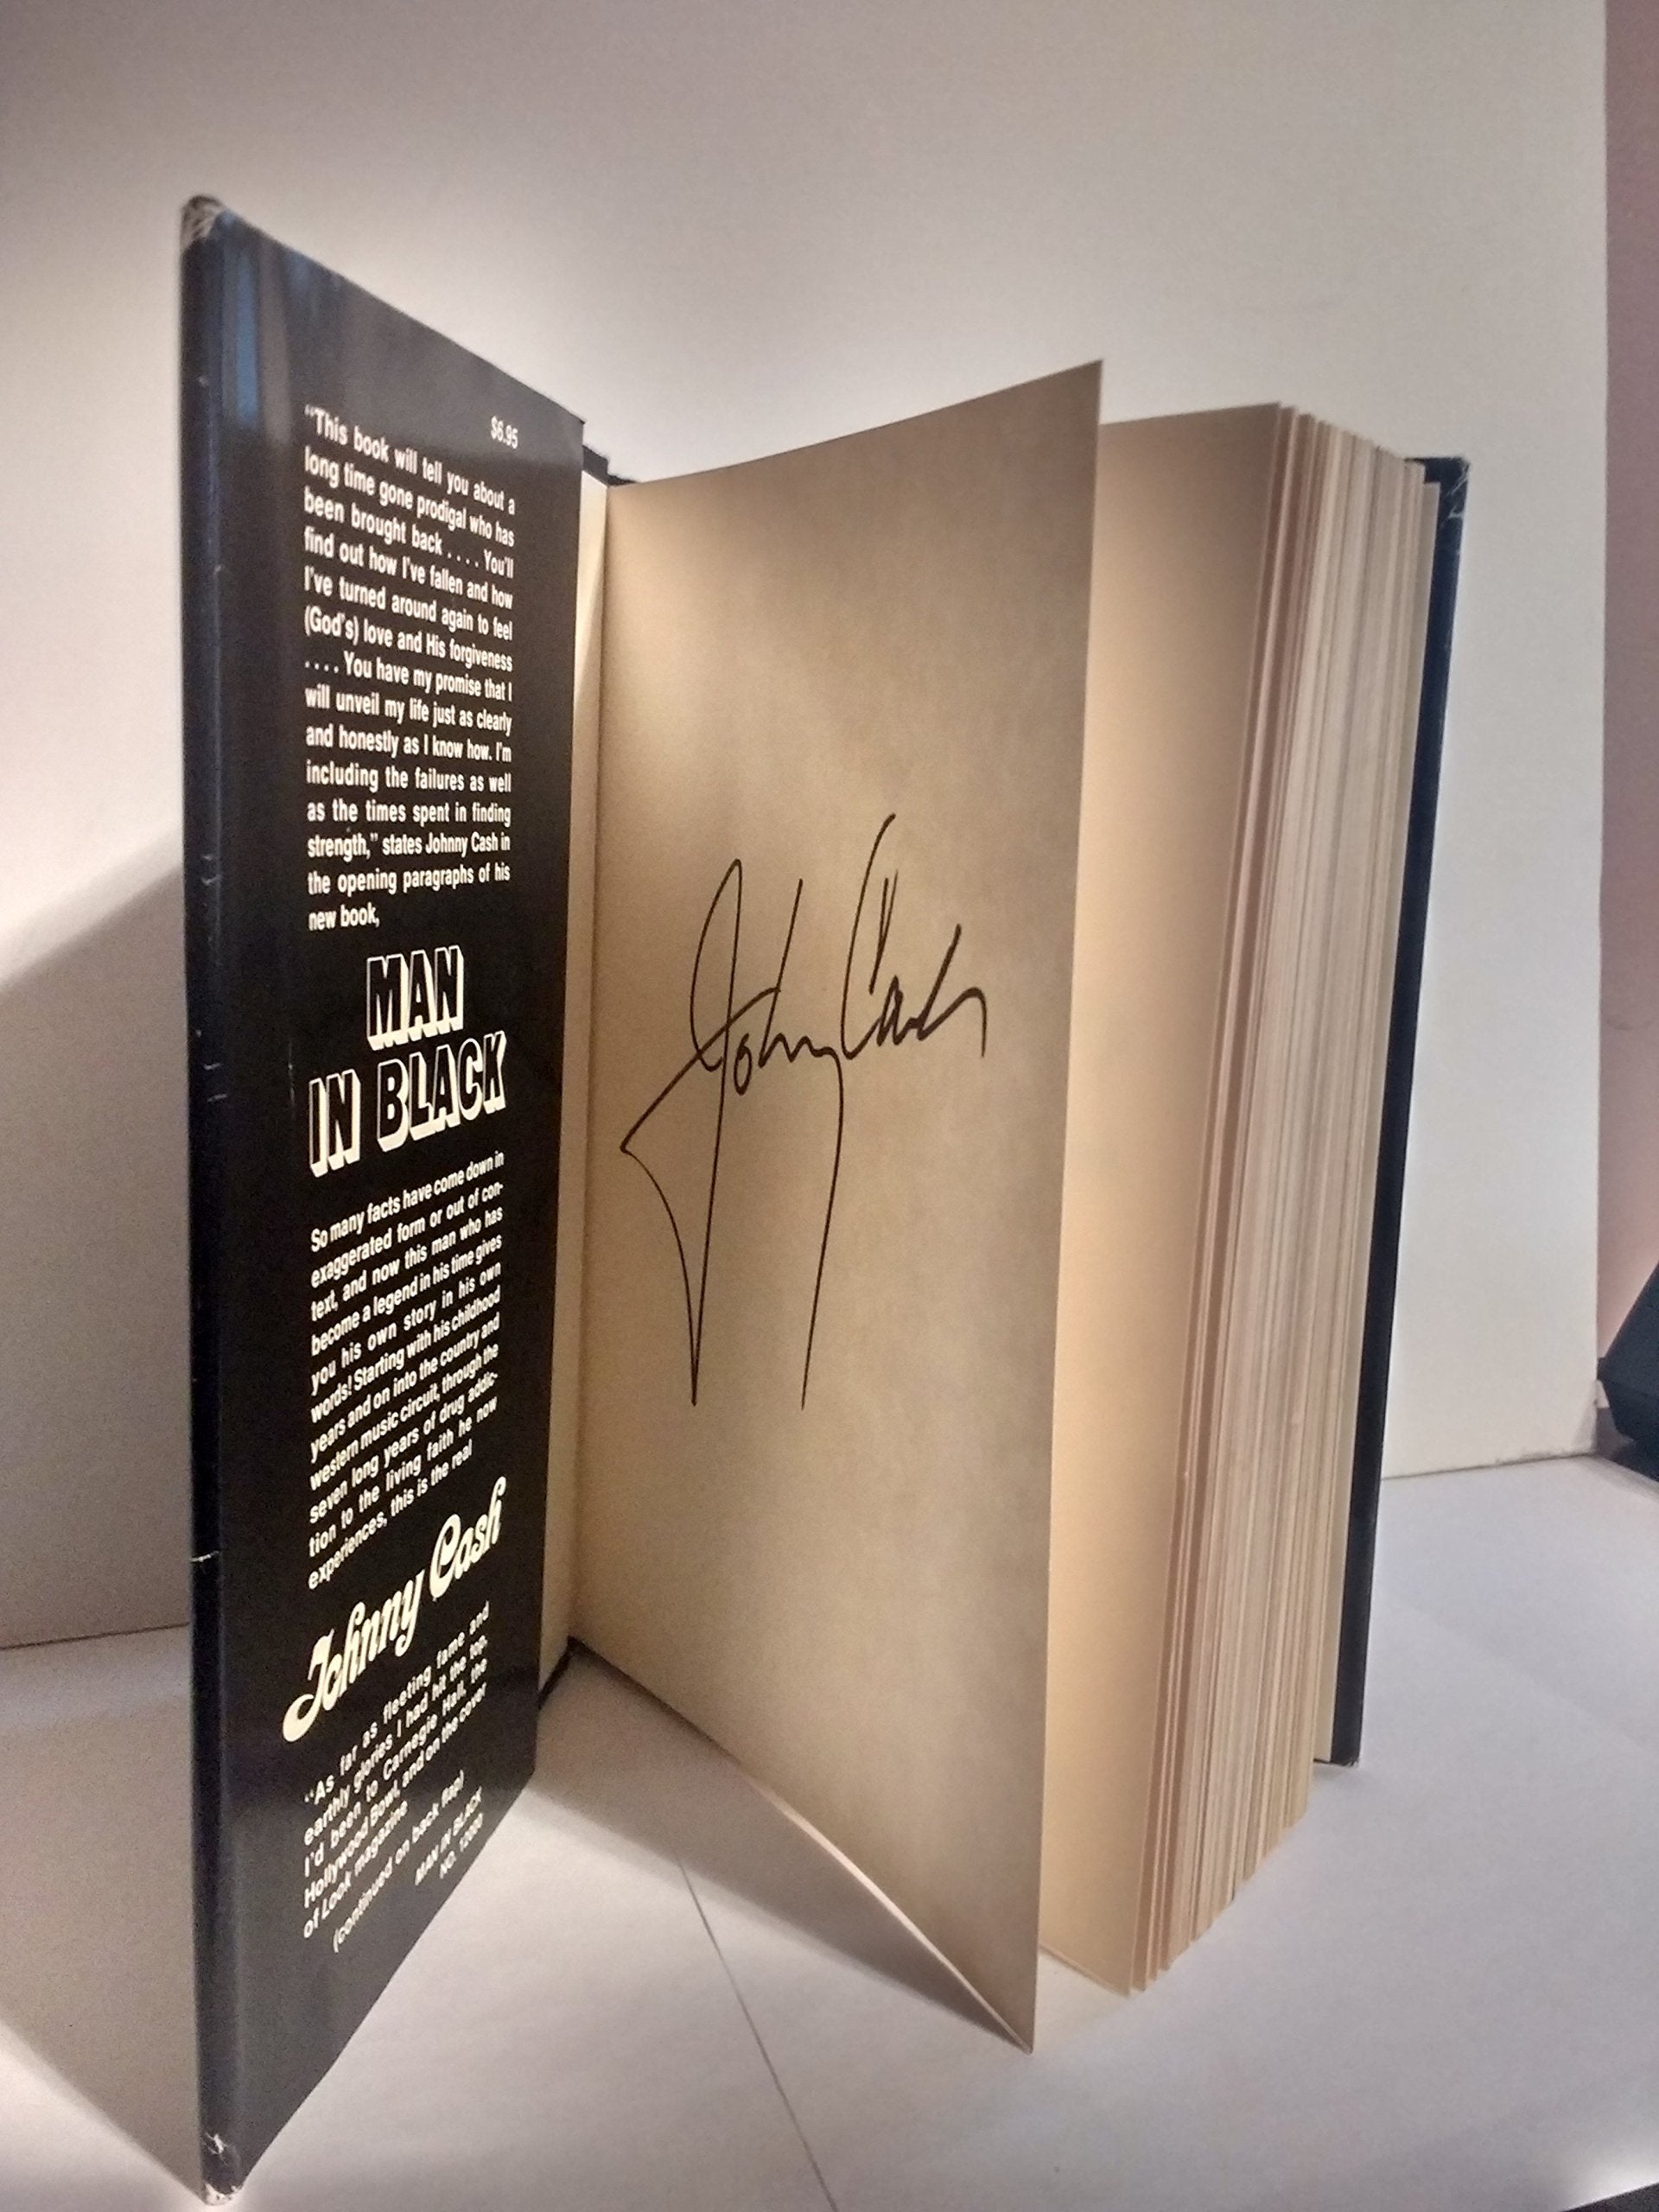 $6.95
“This book will tell you about a
long time gone prodigal who has
been brought back . . . . You'll
find out how I've fallen and how
I've turned around again to feel
(God's) love and His forgiveness
. . . . You have my promise that I
will unveil my life just as clearly
and honestly as I know how. I'm
including the failures as well
as the times spent in finding
strength,” states Johnny Cash in
the opening paragraphs of his
new book,
MAN
IN BLACK
So many facts have come down in
exaggerated form or out of con-
text, and now this man who has
become a legend in his time gives
you his own story in his own
words! Starting with his childhood
years and on into the country and
western music circuit, through the
seven long years of drug addic-
tion to the living faith he now
experiences, this is the real
Johnny Cash
“As far as fleeting fame and
earthly glories I had hit the top.
I'd been to Carnegie Hall, the
Hollywood Bowl, and on the cover
of Look magazine
(continued on back flap)
MAN IN BLACK
NO. 12000
Johnny Cash